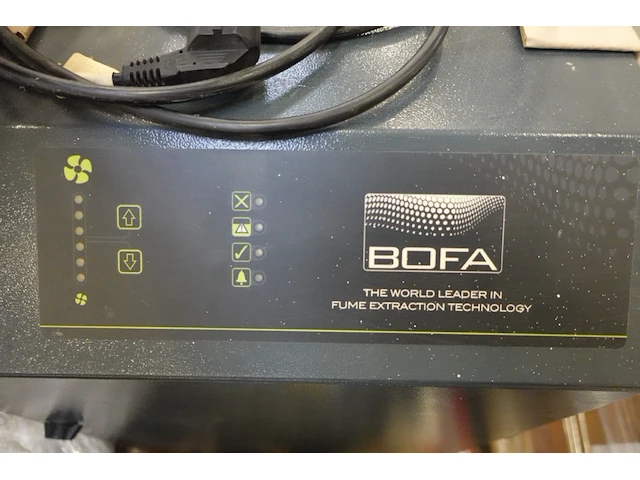 BOFA
THE WORLD LEADER IN
FUME EXTRACTION TECHNOLOGY